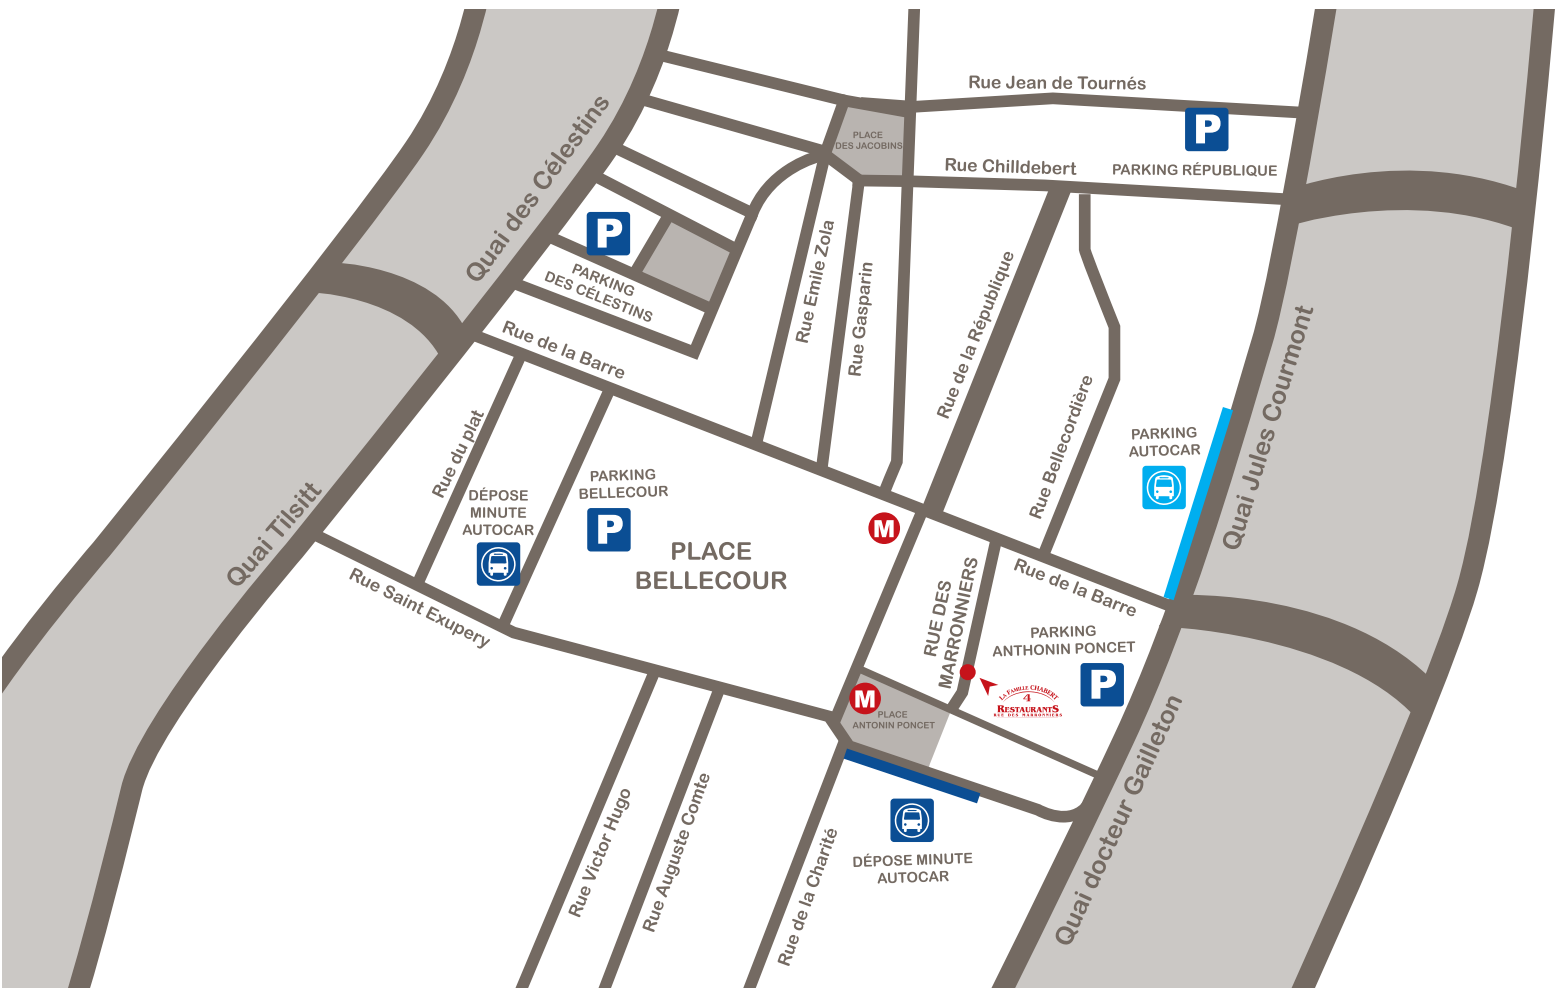 Rue Jean de Tournés
P
PARKING RÉPUBLIQUE
PLACE
DES JACOBINS
Rue Chilldebert
Quai des Célestins
P
PARKING
DES CÉLESTINS
Rue Emile Zola
Rue Gasparin
Rue de la République
Rue Bellecordière
Quai Jules Courmont
Rue de la Barre
Rue du plat
PARKING
AUTOCAR
PARKING
BELLECOUR
P
DÉPOSE
MINUTE
AUTOCAR
Quai Tilsitt
M
PLACE
BELLECOUR
Rue Saint Exupery
RUE DES
MARRONNIERS
Rue de la Barre
PARKING
ANTHONIN PONCET
P
LA FAMILLE CHABERT
4
RESTAURANTS
RUE DES MARRONNIERS
M
PLACE
ANTONIN PONCET
Quai docteur Gailleton
Rue Victor Hugo
Rue Auguste Comte
Rue de la Charité
DÉPOSE MINUTE
AUTOCAR